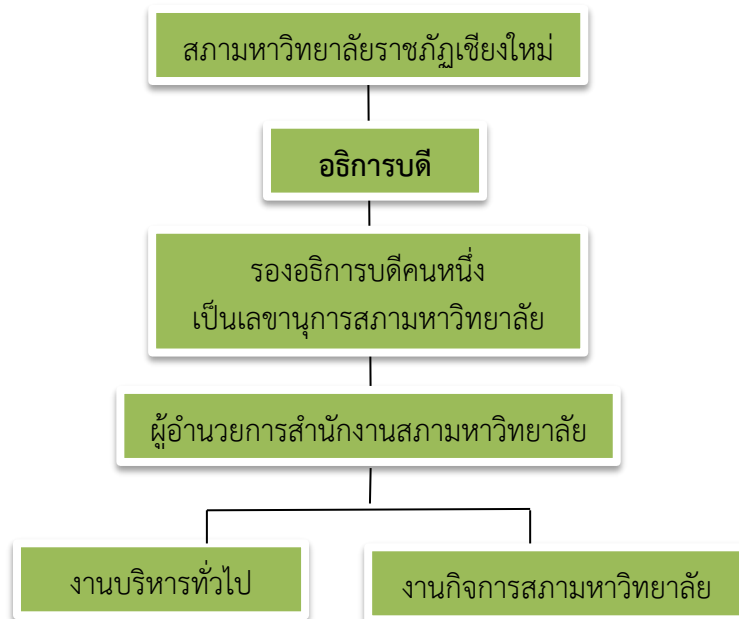 สภามหาวิทยาลัยราชภัฏเชียงใหม่
อธิการบดี
รองอธิการบดีคนหนึ่ง
เป็นเลขานุการสภามหาวิทยาลัย
ผู้อำนวยการสำนักงานสภามหาวิทยาลัย
งานบริหารทั่วไป
งานกิจการสภามหาวิทยาลัย